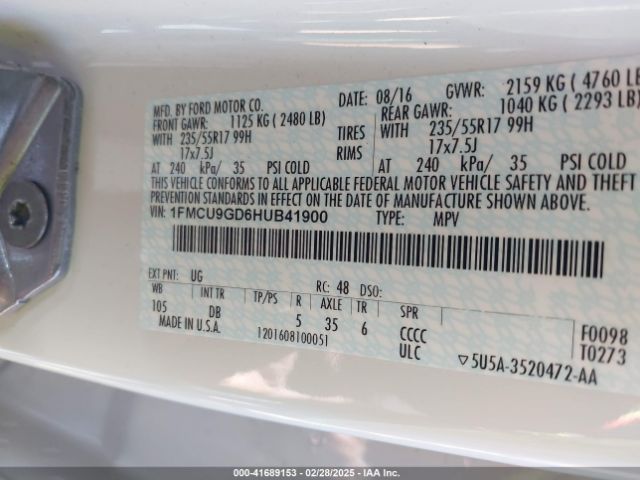 MFD. BY FORD MOTOR CO. DATE: 08/16 GVWR: 2159 KG ( 4760 LB
FRONT GAWR: 1125 KG ( 2480 LB) REAR GAWR: 1040 KG ( 2293 LB)
WITH 235/55R17 99H TIRES WITH 235/55R17 99H
17x7.5J RIMS 17x7.5J
AT 240 kPa/ 35 PSI COLD AT 240 kPa/ 35 PSI COLD
THIS VEHICLE CONFORMS TO ALL APPLICABLE FEDERAL MOTOR VEHICLE SAFETY AND THEFT
PREVENTION STANDARDS IN EFFECT ON THE DATE OF MANUFACTURE SHOWN ABOVE.
VIN: 1FMCU9GD6HUB41900 TYPE: MPV
EXT PNT: UG RC: 48 DSO:
WB INT TR TP/PS R AXLE TR SPR
105 DB 5 35 6 CCCC F0098
MADE IN U.S.A. 1201608100051 ULC T0273
▽5U5A-3520472-AA
000-41689153 - 02/28/2025 - IAA Inc.